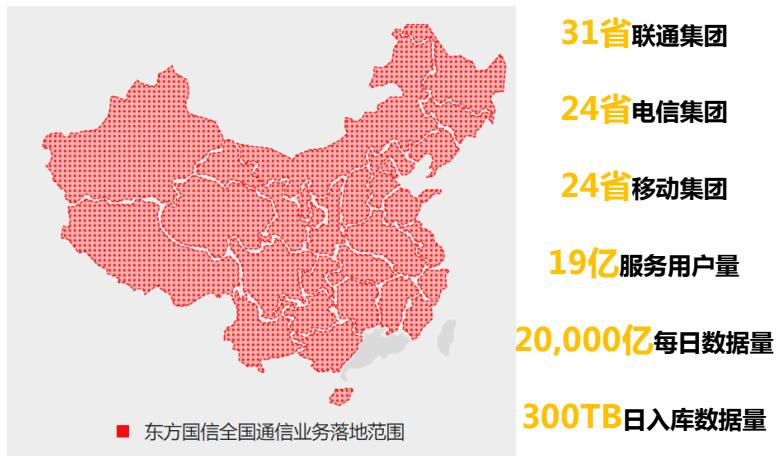 31省联通集团
24省电信集团
24省移动集团
19亿服务用户量
20,000亿每日数据量
300TB日入库数据量
东方国信全国通信业务落地范围